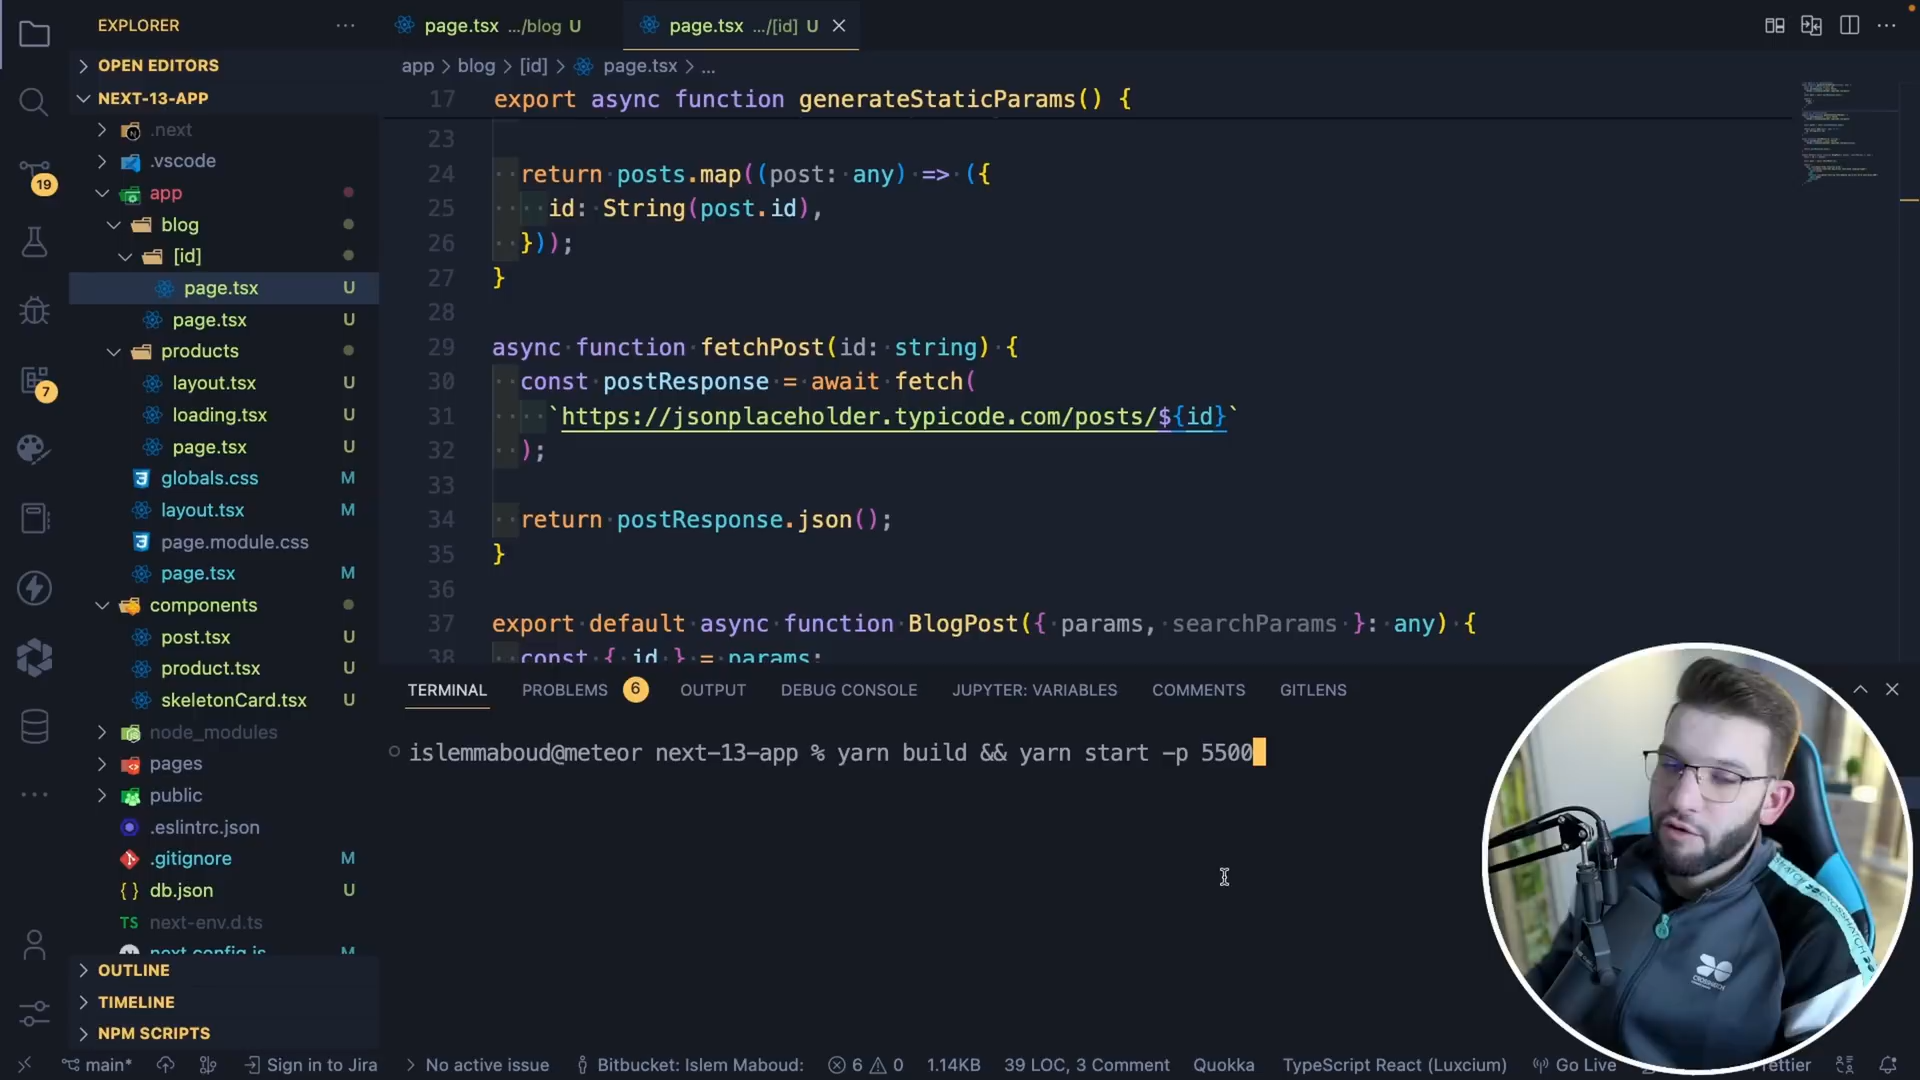 EXPLORER
page.tsx .../blog U
page.tsx .../[id] U
OPEN EDITORS
NEXT-13-APP
.next
.vscode
app
blog
[id]
page.tsx U
page.tsx U
products
layout.tsx U
loading.tsx U
page.tsx U
globals.css M
layout.tsx M
page.module.css
page.tsx M
components
post.tsx U
product.tsx U
skeletonCard.tsx U
node_modules
pages
public
.eslintrc.json
.gitignore M
db.json U
TS next-env.d.ts
next.config.js M
OUTLINE
TIMELINE
NPM SCRIPTS
19
7
app > blog > [id] > page.tsx > ...
17 export async function generateStaticParams() {
23
24 return posts.map((post: any) => ({
25 id: String(post.id),
26 }));
27 }
28
29 async function fetchPost(id: string) {
30 const postResponse = await fetch(
31 `https://jsonplaceholder.typicode.com/posts/${id}`
32 );
33
34 return postResponse.json();
35 }
36
37 export default async function BlogPost({ params, searchParams }: any) {
38 const { id } = params;
TERMINAL PROBLEMS 6 OUTPUT DEBUG CONSOLE JUPYTER: VARIABLES COMMENTS GITLENS
islemmaboud@meteor next-13-app % yarn build && yarn start -p 5500
main* Sign in to Jira No active issue Bitbucket: Islem Maboud: 6 0 1.14KB 39 LOC, 3 Comment Quokka TypeScript React (Luxcium) Go Live